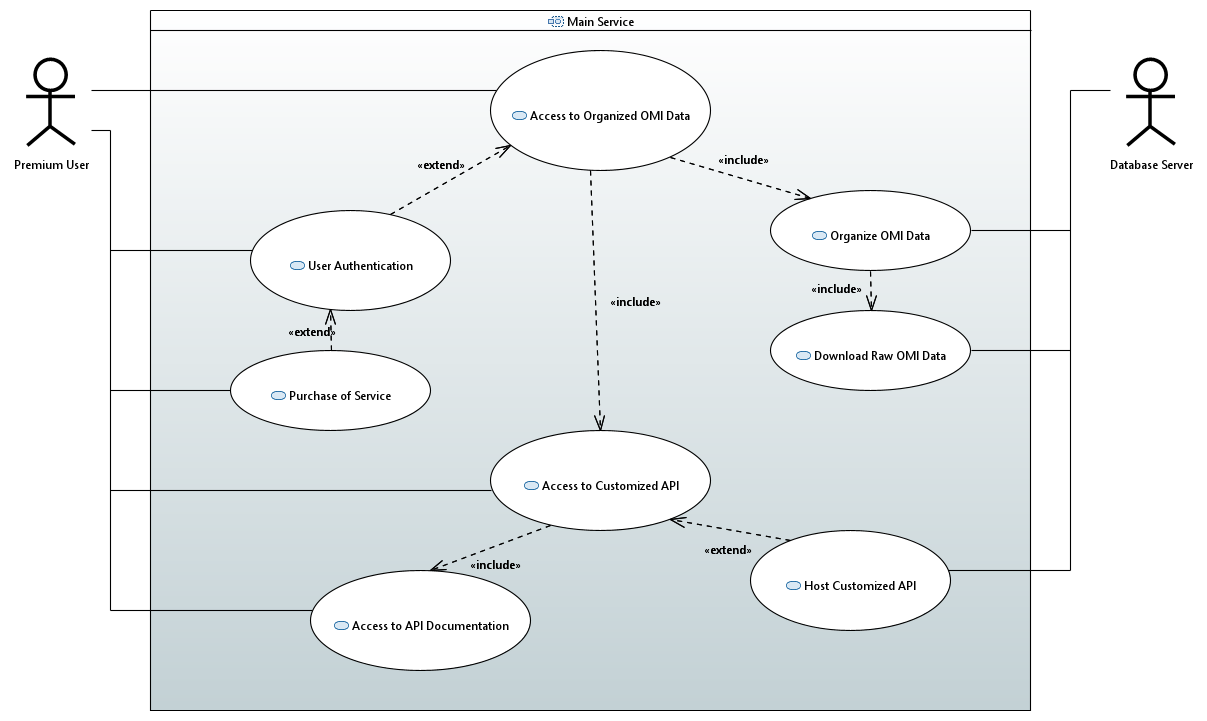 Main Service
Premium User
Database Server
Access to Organized OMI Data
«extend»
«include»
Organize OMI Data
User Authentication
«include»
«include»
«extend»
Download Raw OMI Data
Purchase of Service
Access to Customized API
«extend»
«include»
Host Customized API
Access to API Documentation